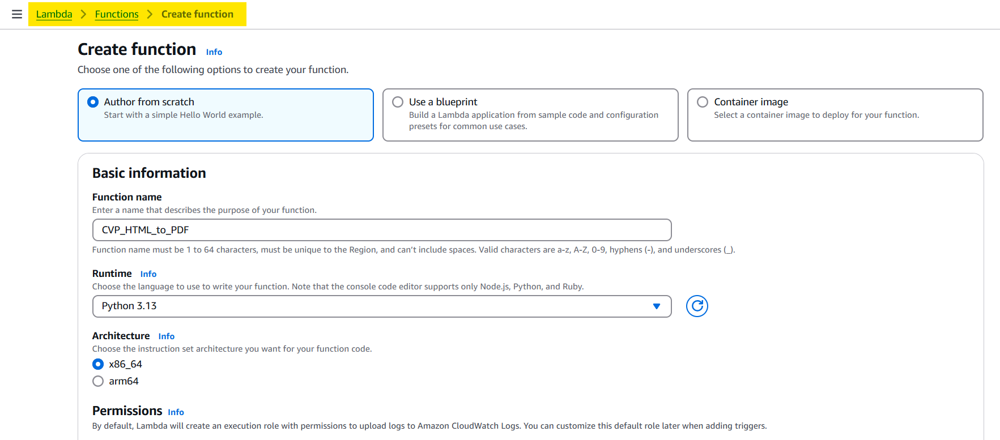 Lambda > Functions > Create function
Create function Info
Choose one of the following options to create your function.
Author from scratch
Start with a simple Hello World example.
Use a blueprint
Build a Lambda application from sample code and configuration
presets for common use cases.
Container image
Select a container image to deploy for your function.
Basic information
Function name
Enter a name that describes the purpose of your function.
CVP_HTML_to_PDF
Function name must be 1 to 64 characters, must be unique to the Region, and can’t include spaces. Valid characters are a-z, A-Z, 0-9, hyphens (-), and underscores (_).
Runtime Info
Choose the language to use to write your function. Note that the console code editor supports only Node.js, Python, and Ruby.
Python 3.13
Architecture Info
Choose the instruction set architecture you want for your function code.
x86_64
arm64
Permissions Info
By default, Lambda will create an execution role with permissions to upload logs to Amazon CloudWatch Logs. You can customize this default role later when adding triggers.